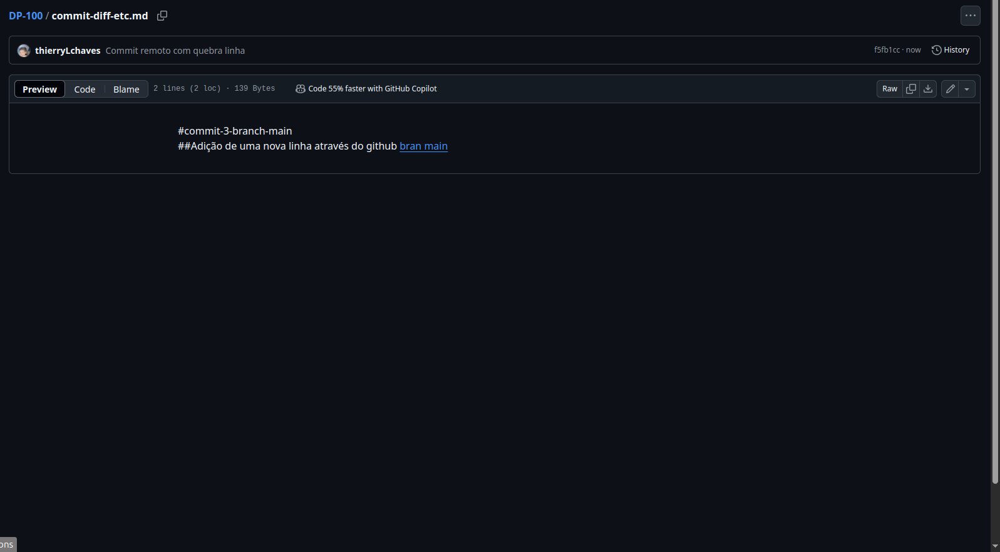 DP-100 / commit-diff-etc.md
thierryLchaves Commit remoto com quebra linha
f5fb1cc · now History
Preview Code Blame 2 lines (2 loc) · 139 Bytes Code 55% faster with GitHub Copilot Raw
#commit-3-branch-main
##Adição de uma nova linha através do github bran main
ons